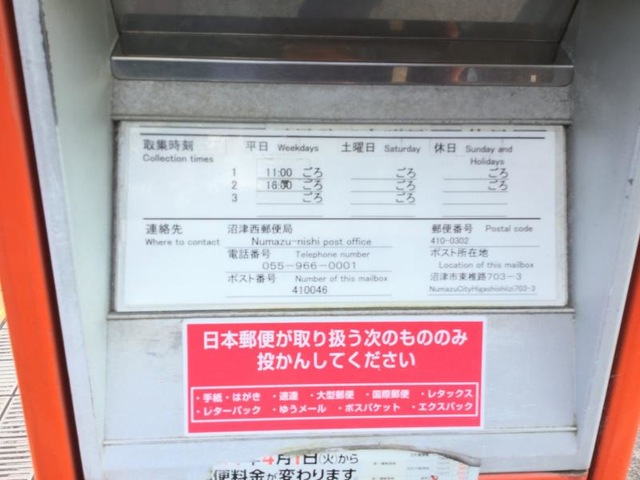 取集時刻 平日 Weekdays 土曜日 Saturday 休日 Sunday and
Collection times Holidays
1 11:00 ごろ ごろ ごろ
2 ごろ ごろ ごろ
3 ごろ ごろ ごろ
連絡先 沼津西郵便局 郵便番号 Postal code
Where to contact Numazu-nishi post office 410-0302
電話番号 Telephone number ポスト所在地
055-966-0001 Location of this mailbox
ポスト番号 Number of this mailbox 沼津市東椎路703-3
410046 NumazuCityHigashishiizi703-3
日本郵便が取り扱う次のもののみ
投かんしてください
・手紙・はがき ・速達 ・大型郵便 ・国際郵便 ・レタックス
・レターパック ・ゆうメール ・ポスパケット ・エクスパック
年4月1日(火)から
便料金が変わります